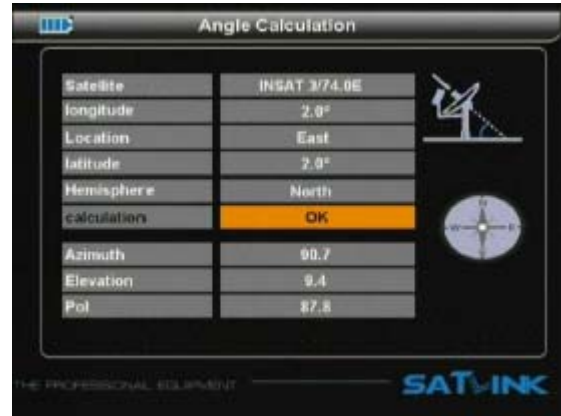 Angle Calculation
Satellite INSAT 3/74.0E
longitude 2.0°
Location East
latitude 2.0°
Hemisphere North
calculation OK
Azimuth 90.7
Elevation 9.4
Pol 87.8
N
W E
THE PROFESSIONAL EQUIPMENT
SATLINK